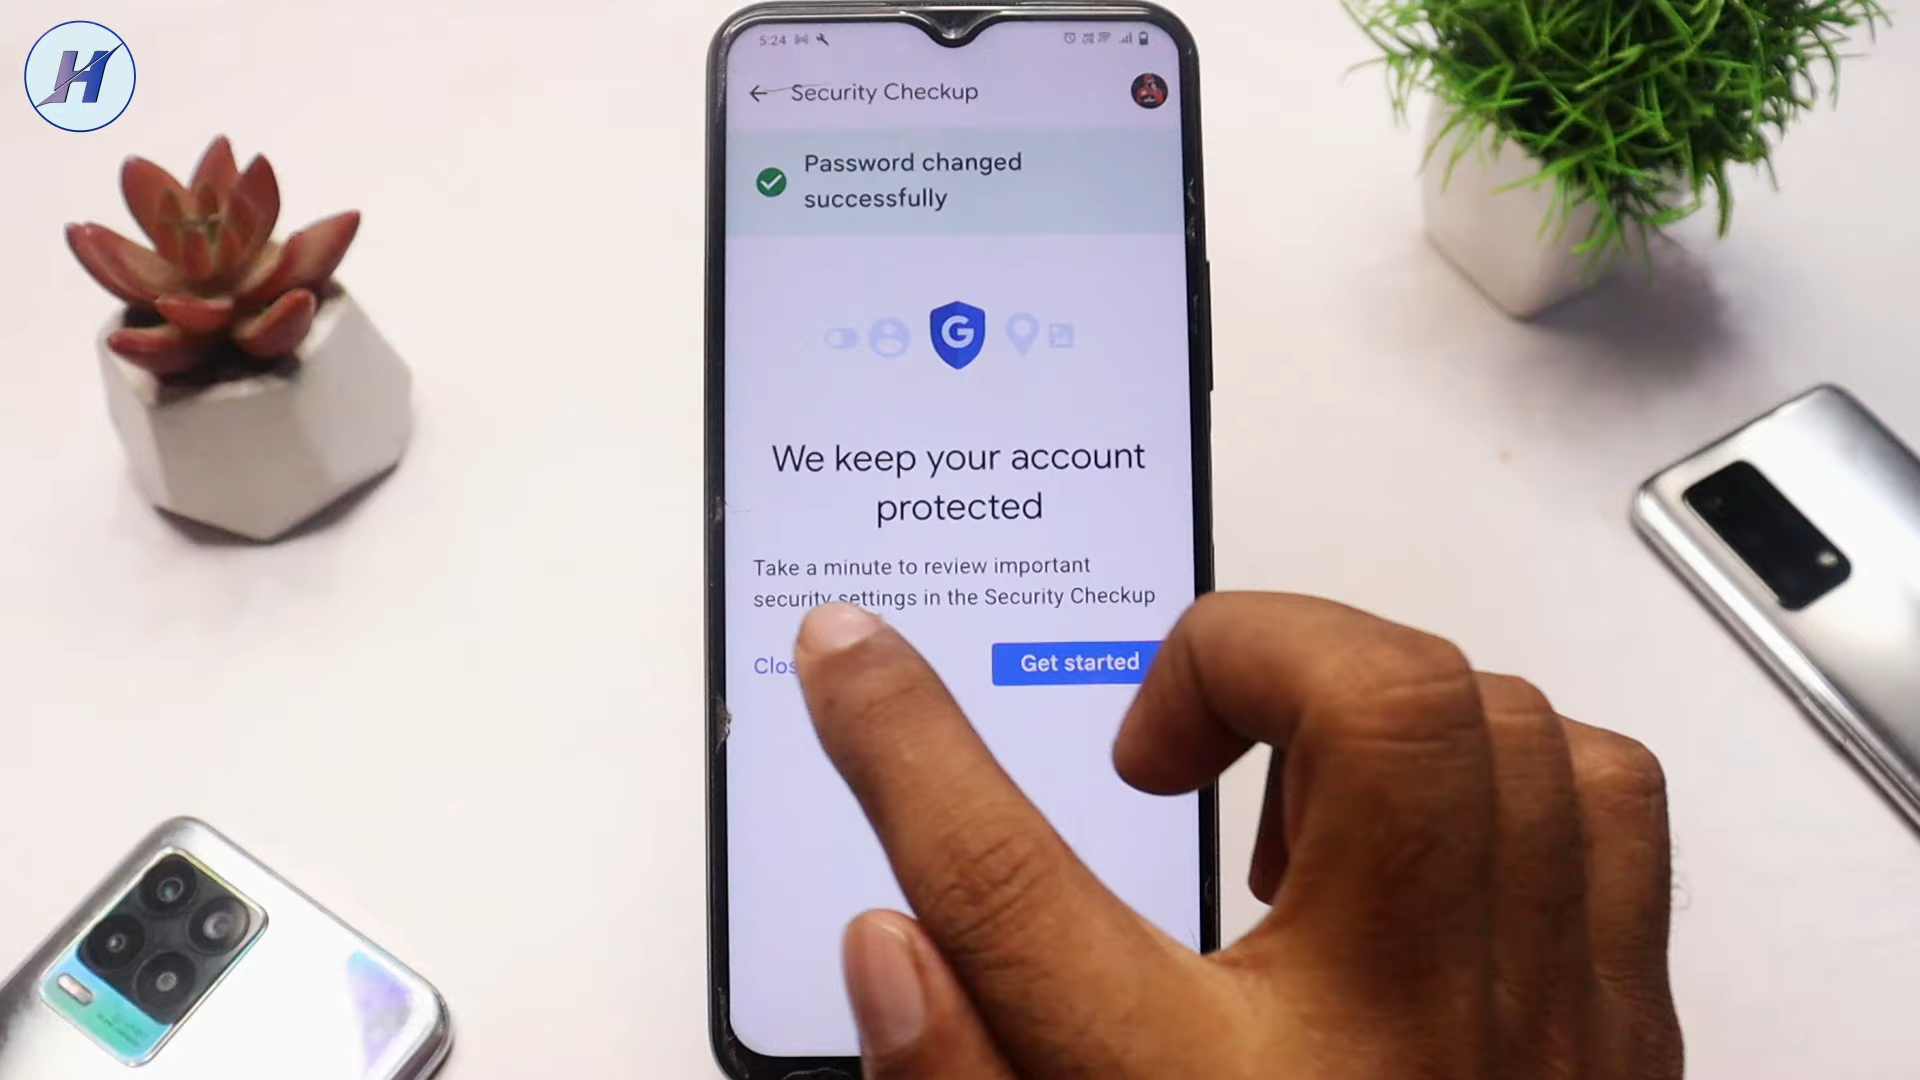 H
5:24
Security Checkup
Password changed
successfully
G
We keep your account
protected
Take a minute to review important
security settings in the Security Checkup
Clos
Get started